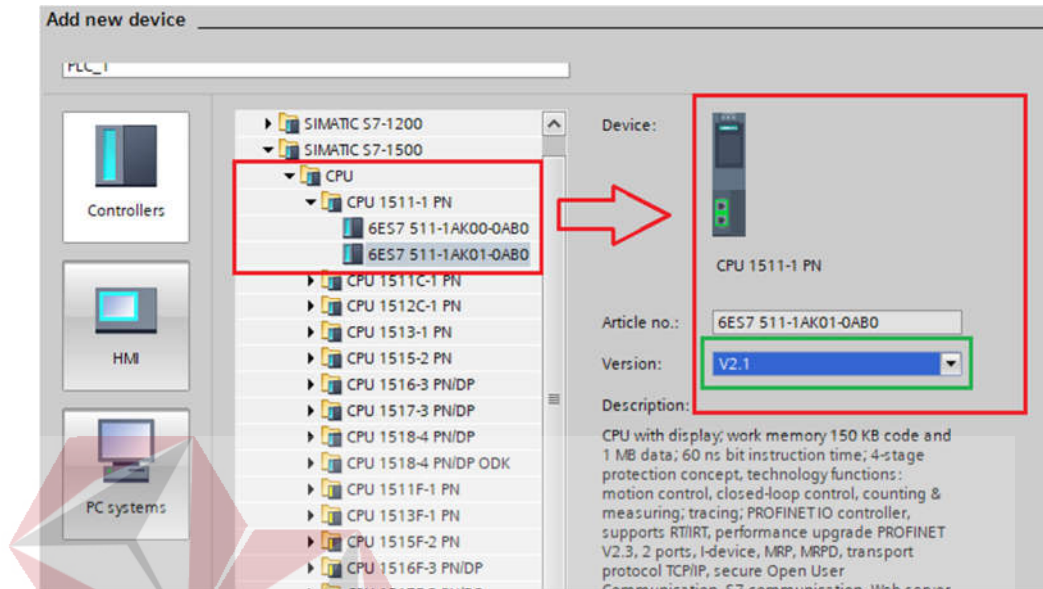 Add new device
PLC_1
Controllers
HMI
PC systems
SIMATIC S7-1200
SIMATIC S7-1500
CPU
CPU 1511-1 PN
6ES7 511-1AK00-0AB0
6ES7 511-1AK01-0AB0
CPU 1511C-1 PN
CPU 1512C-1 PN
CPU 1513-1 PN
CPU 1515-2 PN
CPU 1516-3 PN/DP
CPU 1517-3 PN/DP
CPU 1518-4 PN/DP
CPU 1518-4 PN/DP ODK
CPU 1511F-1 PN
CPU 1513F-1 PN
CPU 1515F-2 PN
CPU 1516F-3 PN/DP
Device:
CPU 1511-1 PN
Article no.: 6ES7 511-1AK01-0AB0
Version: V2.1
Description:
CPU with display; work memory 150 KB code and
1 MB data; 60 ns bit instruction time; 4-stage
protection concept, technology functions:
motion control, closed-loop control, counting &
measuring; tracing; PROFINET IO controller,
supports RT/IRT, performance upgrade PROFINET
V2.3, 2 ports, I-device, MRP, MRPD, transport
protocol TCP/IP, secure Open User
Communication, S7 communication, Web server